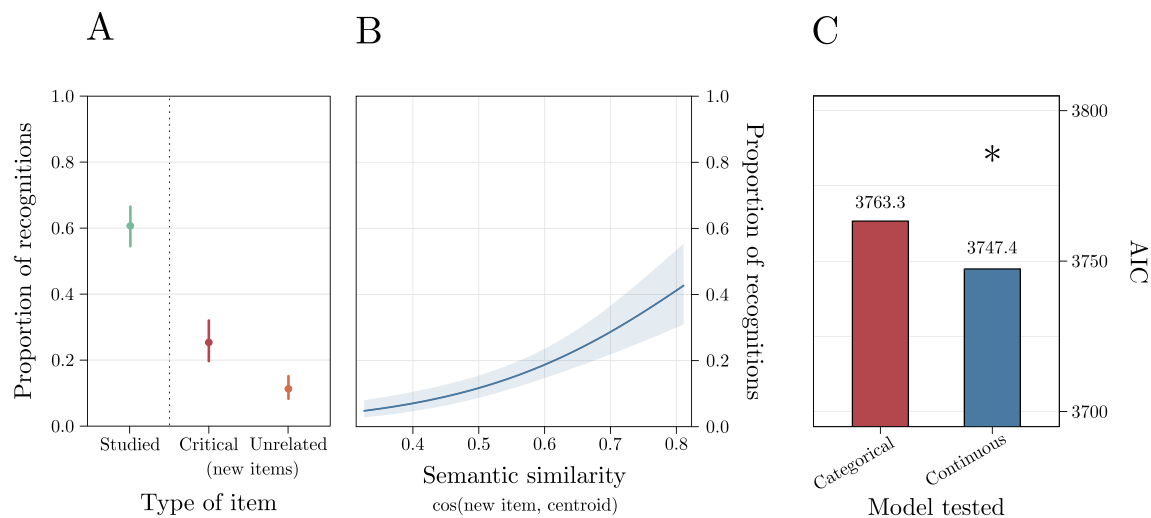 A
B
C
Proportion of recognitions
1.0
0.8
0.6
0.4
0.2
0.0
Studied
Critical
Unrelated
(new items)
Type of item
1.0
0.8
0.6
0.4
0.2
0.0
Proportion of recognitions
0.4
0.5
0.6
0.7
0.8
Semantic similarity
cos(new item, centroid)
*
3763.3
3747.4
3800
3750
3700
AIC
Categorical
Continuous
Model tested